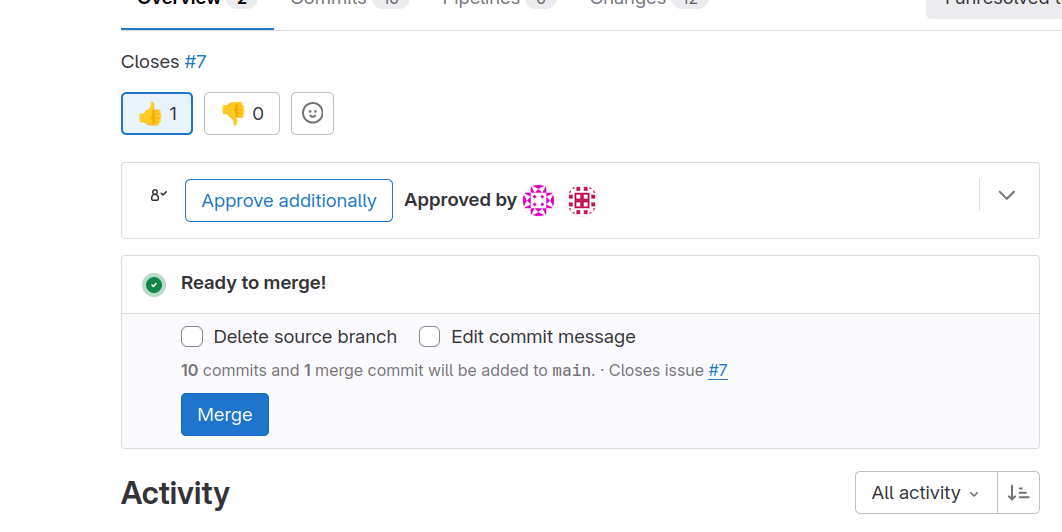 Overview 2 Commits 10 Pipelines 0 Changes 12
Closes #7
1 0
Approve additionally Approved by
Ready to merge!
Delete source branch Edit commit message
10 commits and 1 merge commit will be added to main. · Closes issue #7
Merge
Activity All activity